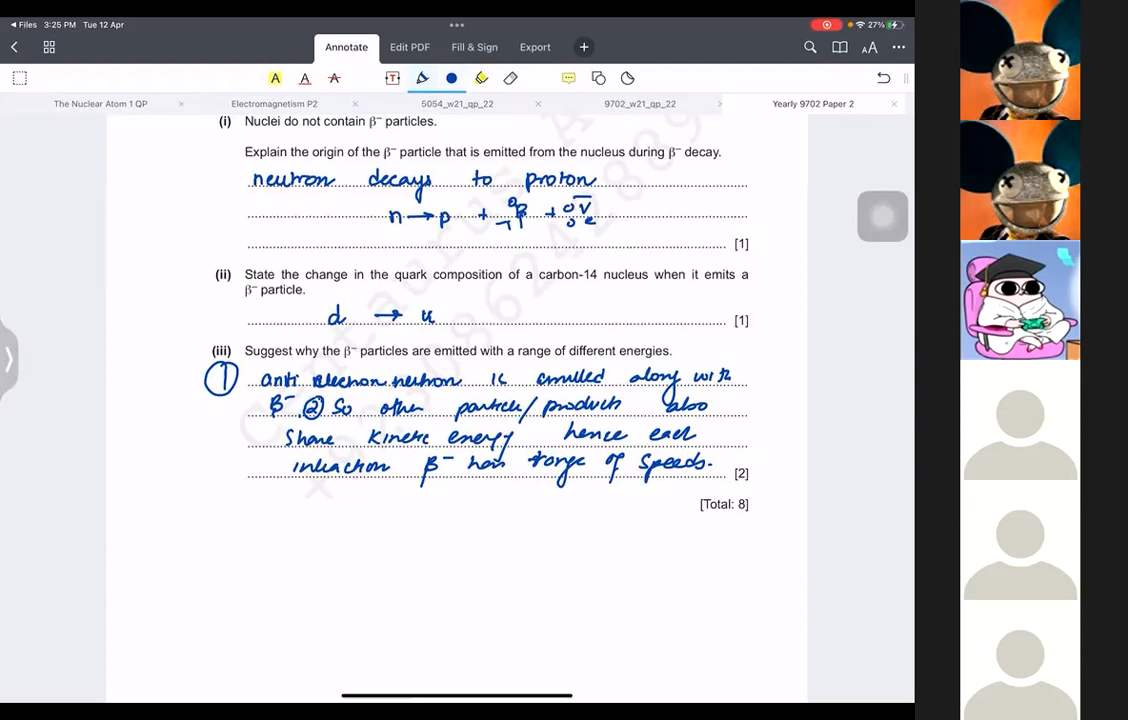 Files 3:25 PM Tue 12 Apr 27%
Annotate Edit PDF Fill & Sign Export
The Nuclear Atom 1 QP Electromagnetism P2 5054_w21_qp_22 9702_w21_qp_22 Yearly 9702 Paper 2
(i) Nuclei do not contain β⁻ particles.
Explain the origin of the β⁻ particle that is emitted from the nucleus during β⁻ decay.
neutron decays to proton
n → p + ⁰₋₁β + ⁰₀ν̅ₑ
[1]
(ii) State the change in the quark composition of a carbon-14 nucleus when it emits a
β⁻ particle.
d → u [1]
(iii) Suggest why the β⁻ particles are emitted with a range of different energies.
① anti electron is emitted along with
β⁻. ② So other particle/products also
Share kinetic energy hence each
β⁻ has range of speeds. [2]
[Total: 8]